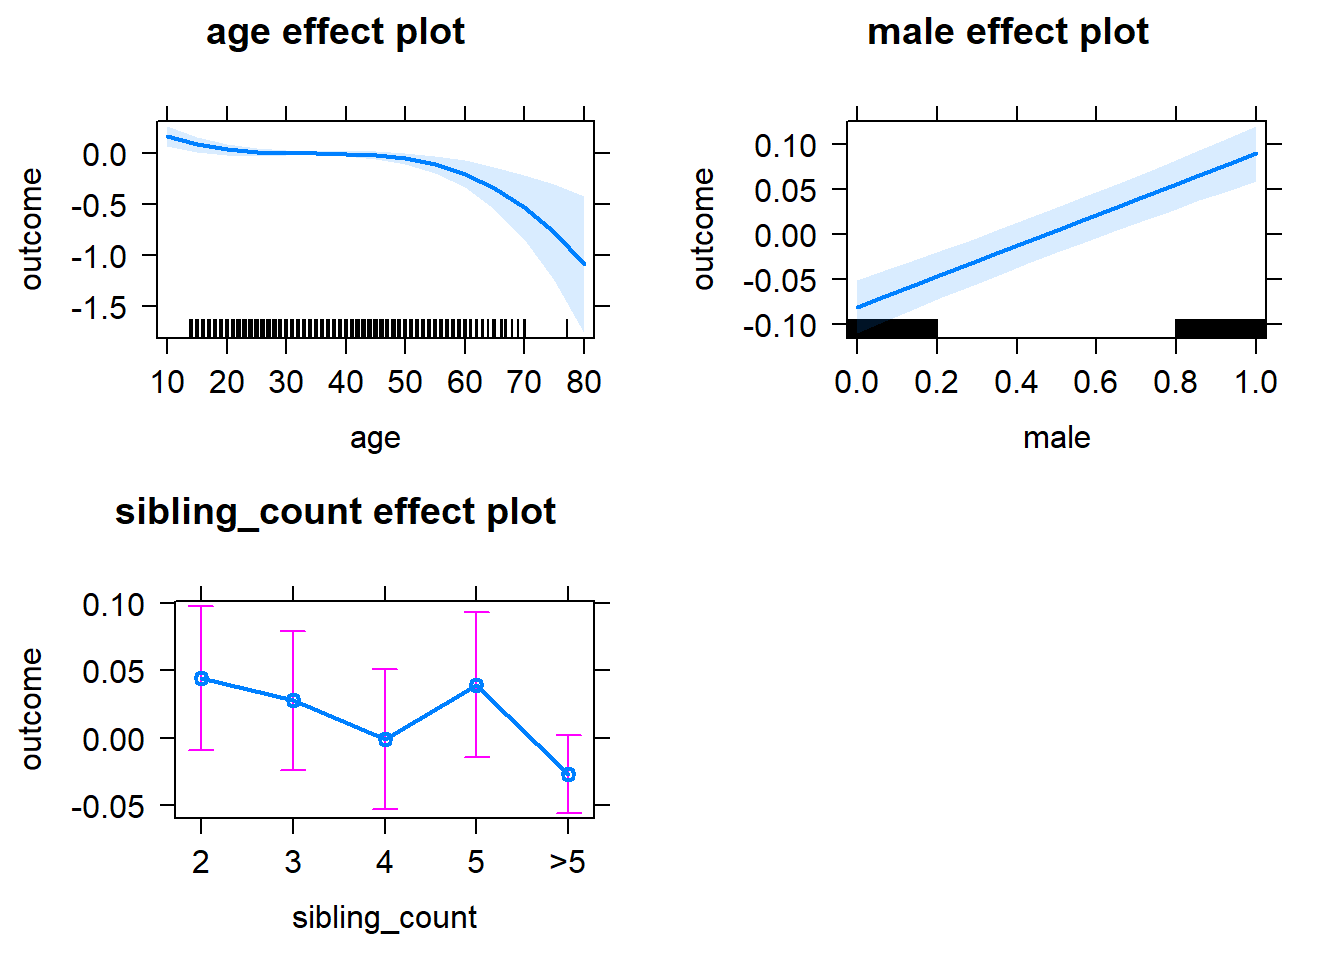 age effect plot
outcome
0.0
-0.5
-1.0
-1.5
10 20 30 40 50 60 70 80
age
male effect plot
outcome
0.10
0.05
0.00
-0.05
-0.10
0.0 0.2 0.4 0.6 0.8 1.0
male
sibling_count effect plot
outcome
0.10
0.05
0.00
-0.05
2 3 4 5 >5
sibling_count